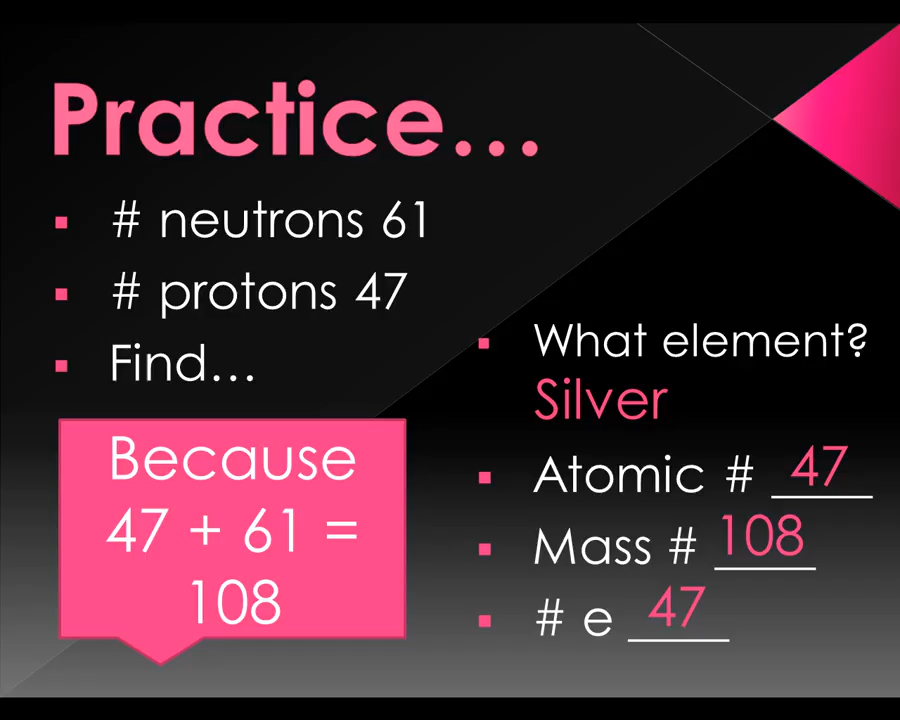 Practice…
# neutrons 61
# protons 47
Find…
Because
47 + 61 =
108
What element?
Silver
Atomic # 47
Mass # 108
# e 47